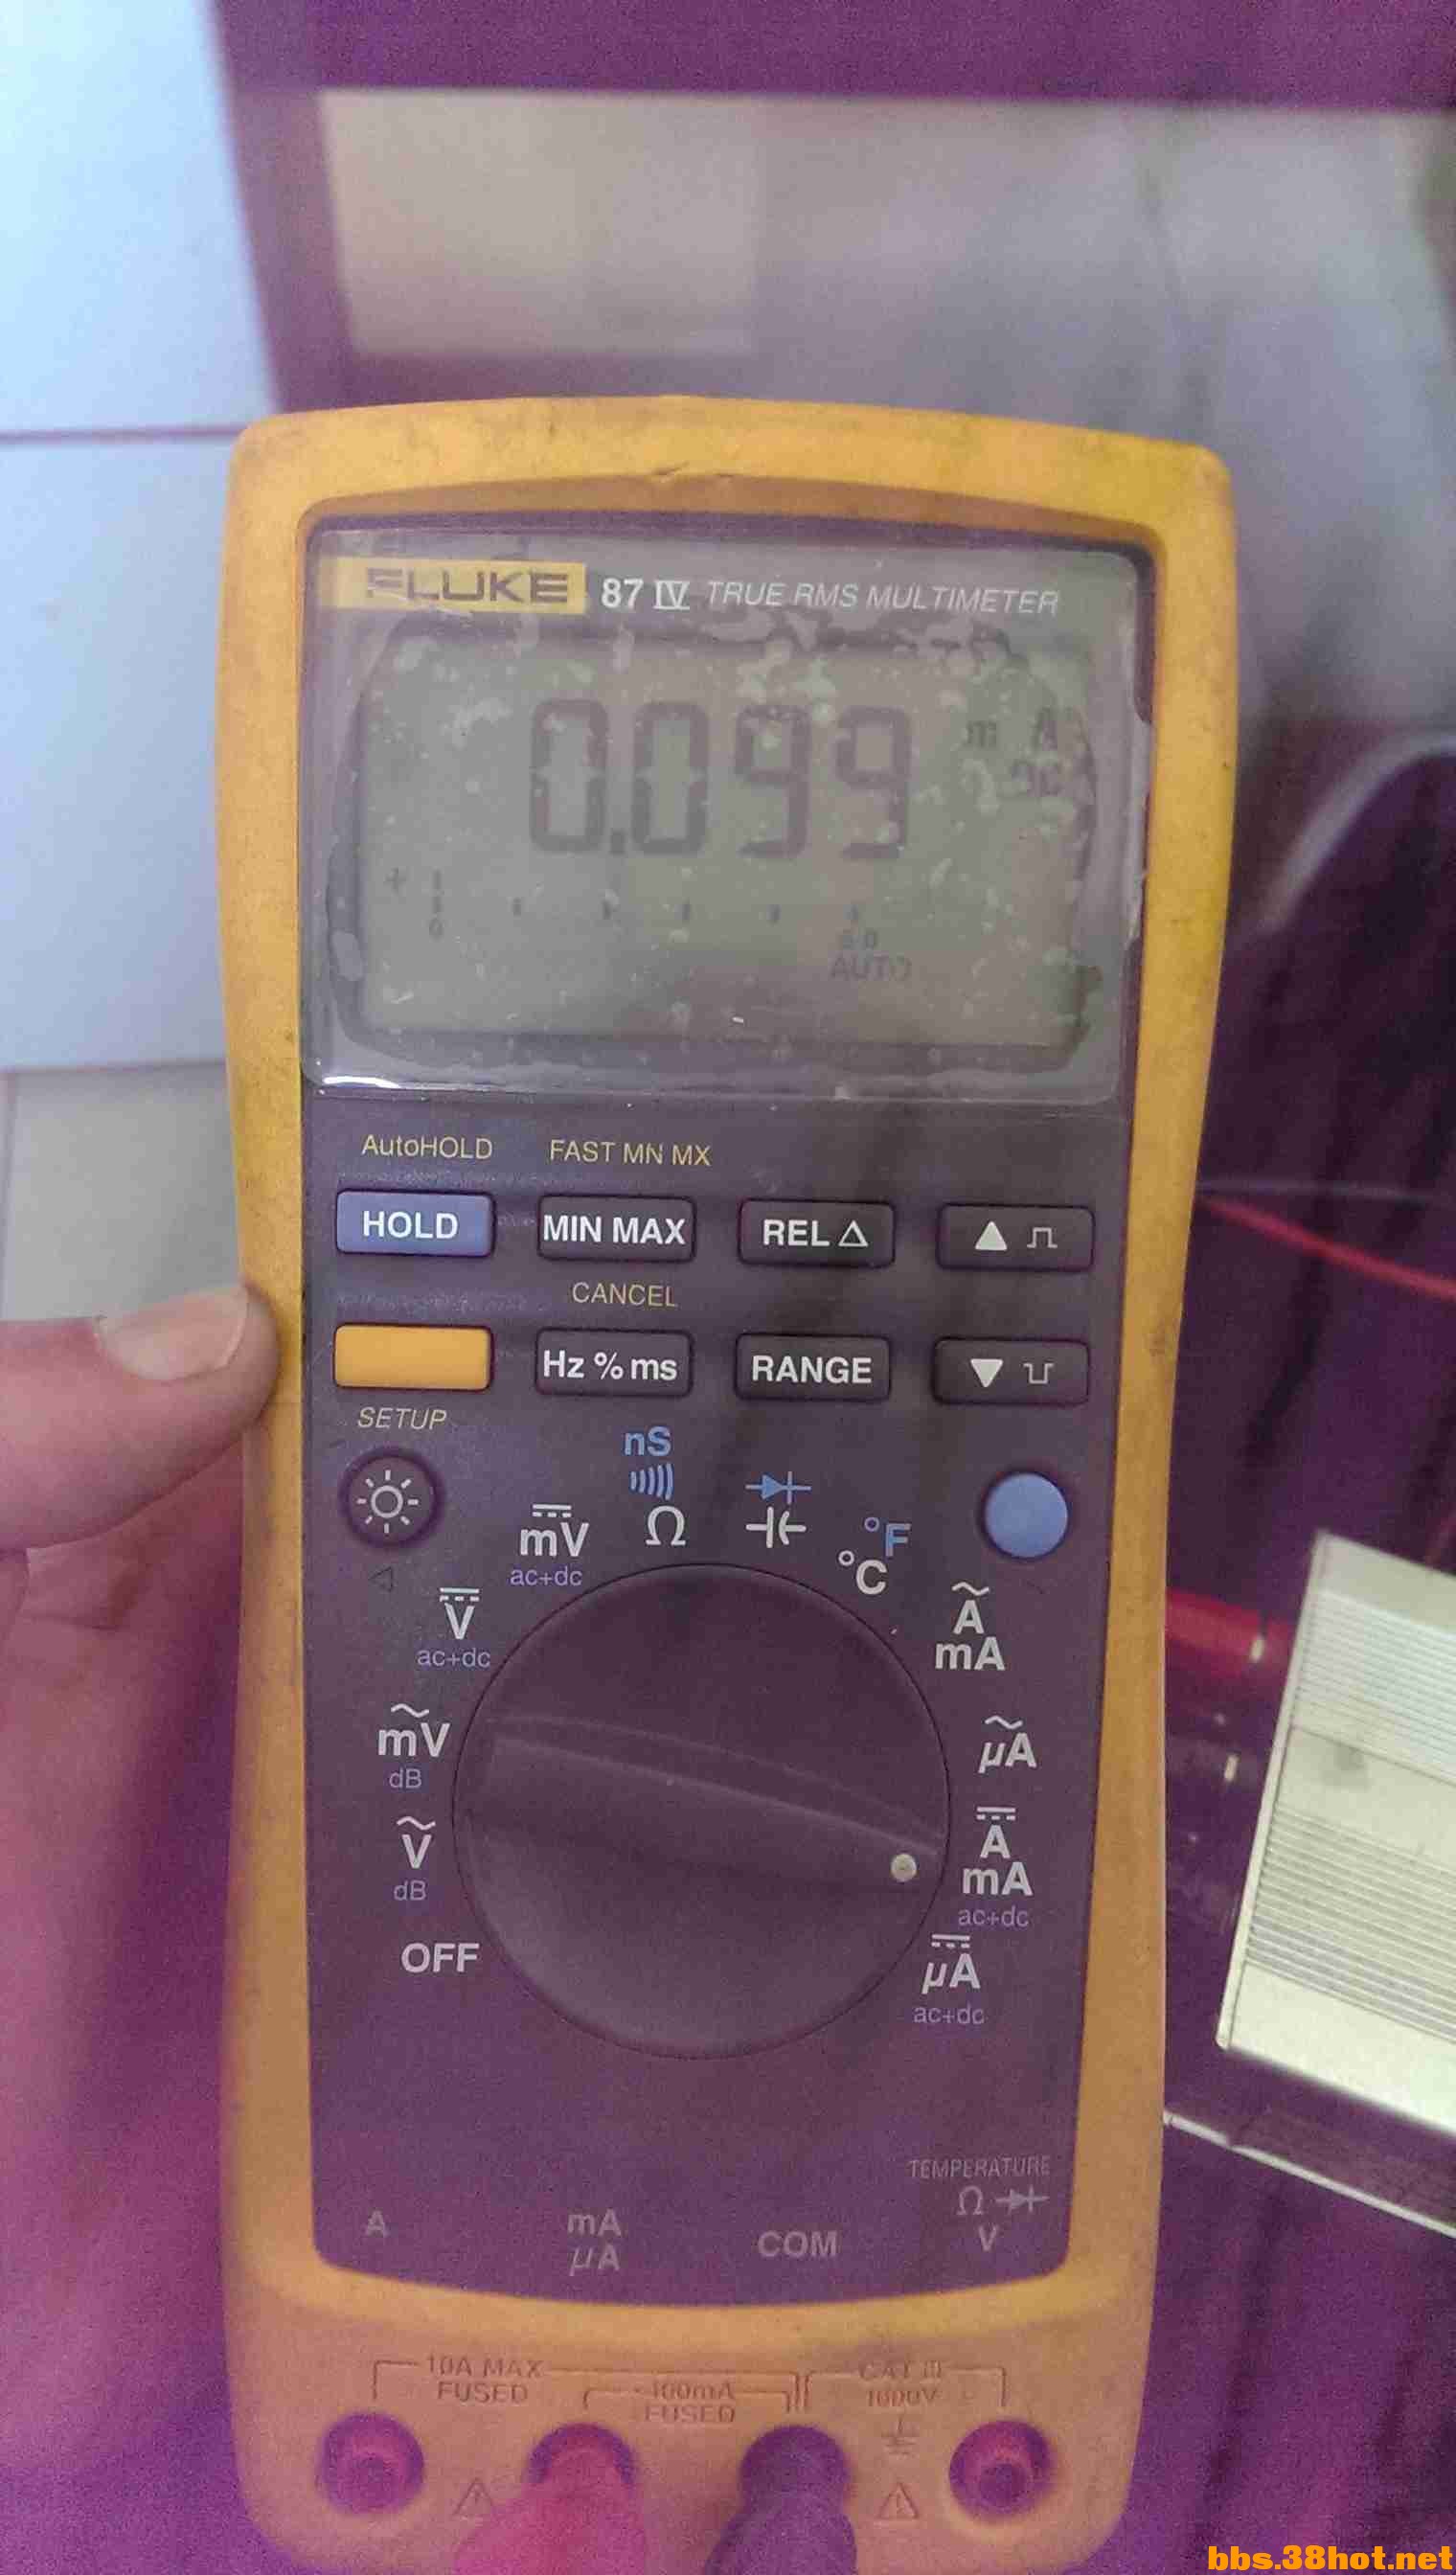 FLUKE 87 IV TRUE RMS MULTIMETER
0.099 m A
DC
+ 0
AUTO
AutoHOLD FAST MN MX
HOLD MIN MAX REL △ ▲
CANCEL
Hz % ms RANGE ▼
SETUP
nS
Ω
mV
ac+dc
°F
°C
V
ac+dc
A
mA
mV
dB
µA
V
dB
A
mA
ac+dc
OFF
µA
ac+dc
TEMPERATURE
Ω
V
A
mA
µA
COM
10A MAX
FUSED
400mA
FUSED
CAT III
1000V
bbs.38hot.net